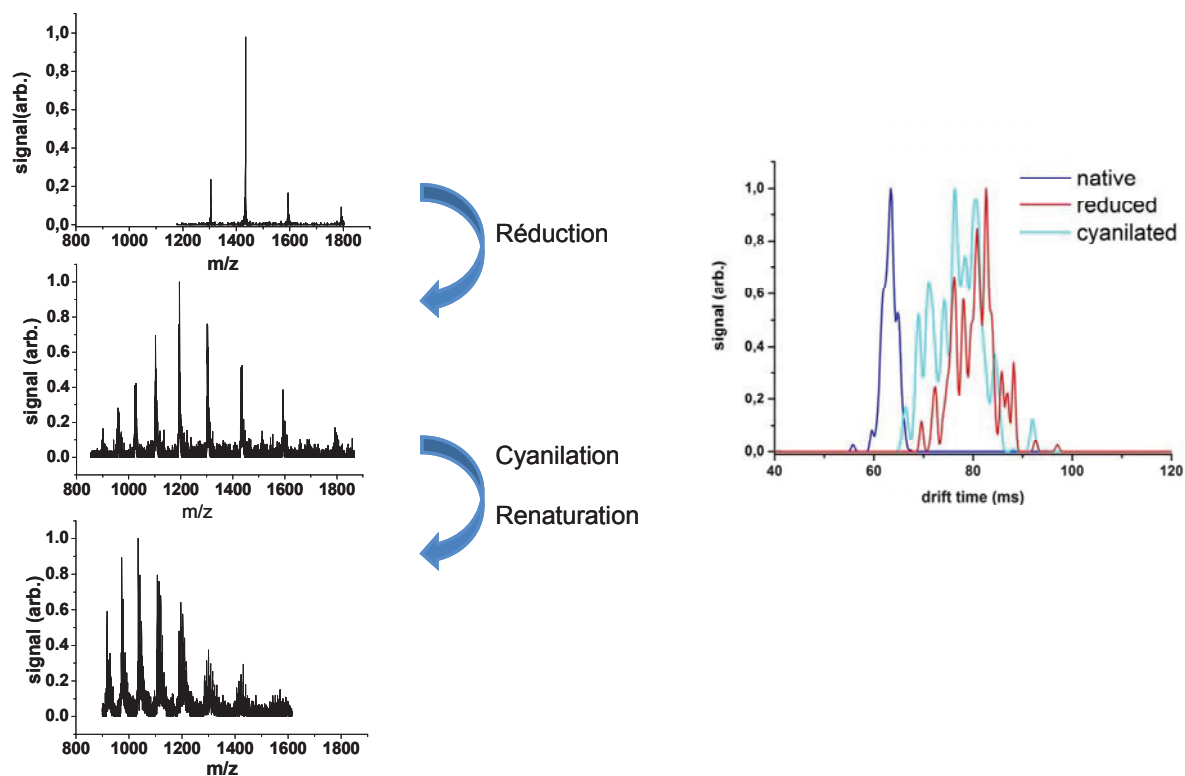 1,0
0,8
0,6
0,4
0,2
0,0
signal(arb.)
800 1000 1200 1400 1600 1800
m/z
Réduction
1.0
0.8
0.6
0.4
0.2
0.0
signal (arb.)
800 1000 1200 1400 1600 1800
m/z
Cyanilation
Renaturation
1.0
0.8
0.6
0.4
0.2
0.0
signal (arb.)
800 1000 1200 1400 1600 1800
m/z
native
reduced
cyanilated
1,0
0,8
0,6
0,4
0,2
0,0
signal (arb.)
40 60 80 100 120
drift time (ms)